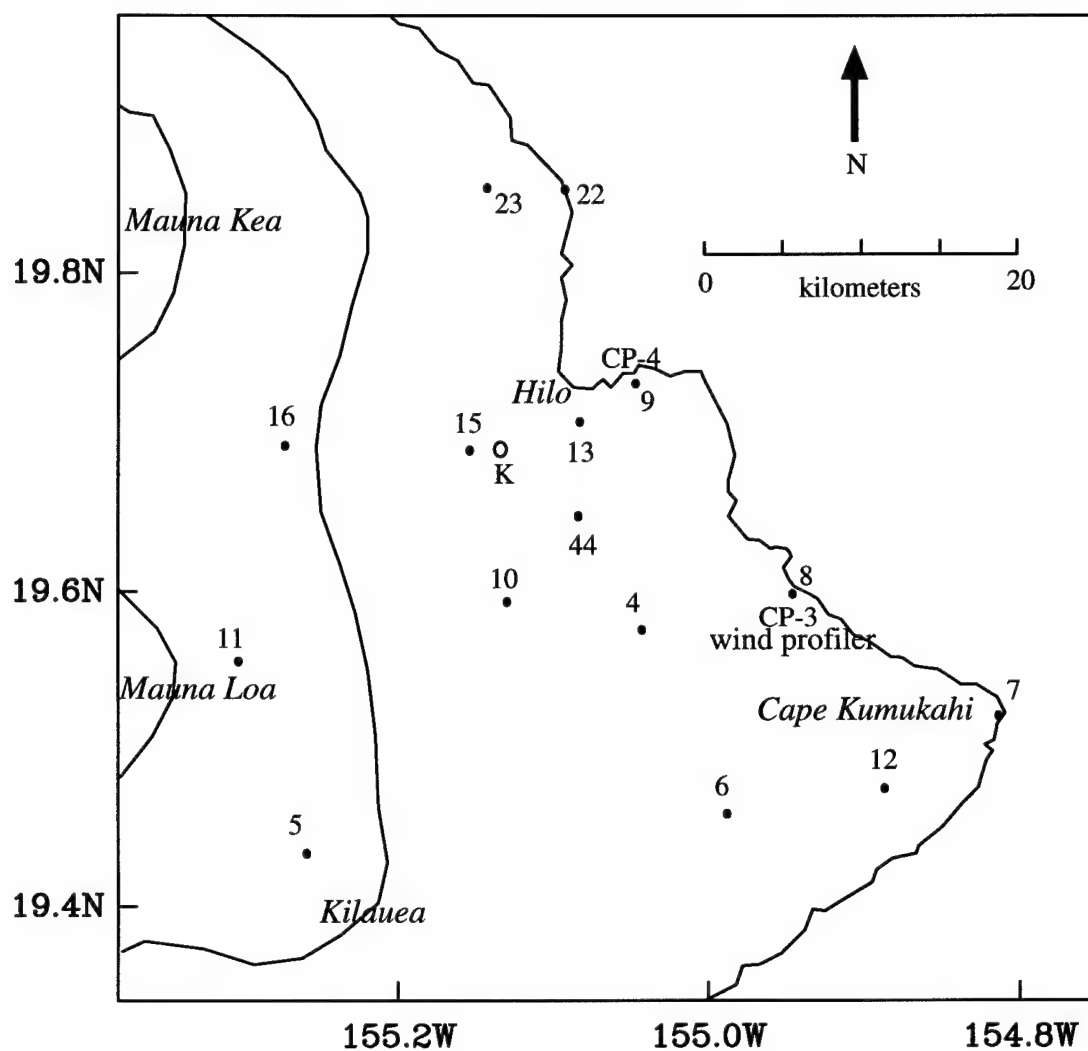 N
23
22
Mauna Kea
19.8N
0
20
kilometers
CP-4
Hilo
9
16
15
13
K
44
10
4
8
19.6N
CP-3
wind profiler
11
Mauna Loa
7
Cape Kumukahi
12
6
5
19.4N
Kilauea
155.2W
155.0W
154.8W